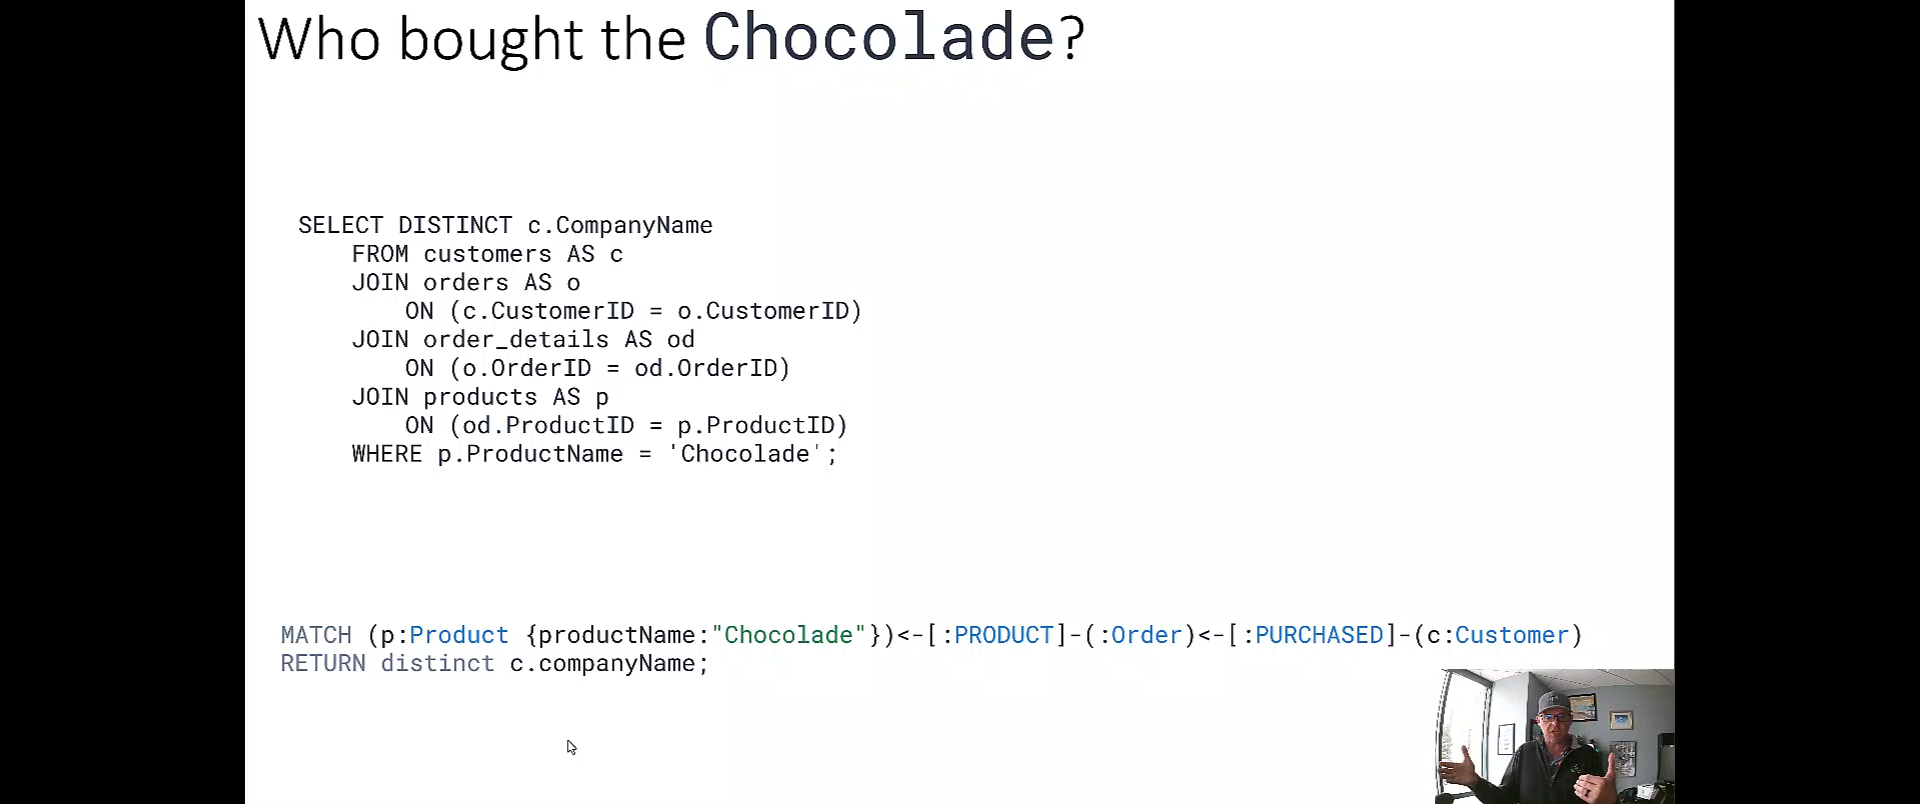 Who bought the Chocolade?
SELECT DISTINCT c.CompanyName
FROM customers AS c
JOIN orders AS o
ON (c.CustomerID = o.CustomerID)
JOIN order_details AS od
ON (o.OrderID = od.OrderID)
JOIN products AS p
ON (od.ProductID = p.ProductID)
WHERE p.ProductName = 'Chocolade';
MATCH (p:Product {productName:"Chocolade"})<-[:PRODUCT]-(:Order)<-[:PURCHASED]-(c:Customer)
RETURN distinct c.companyName;